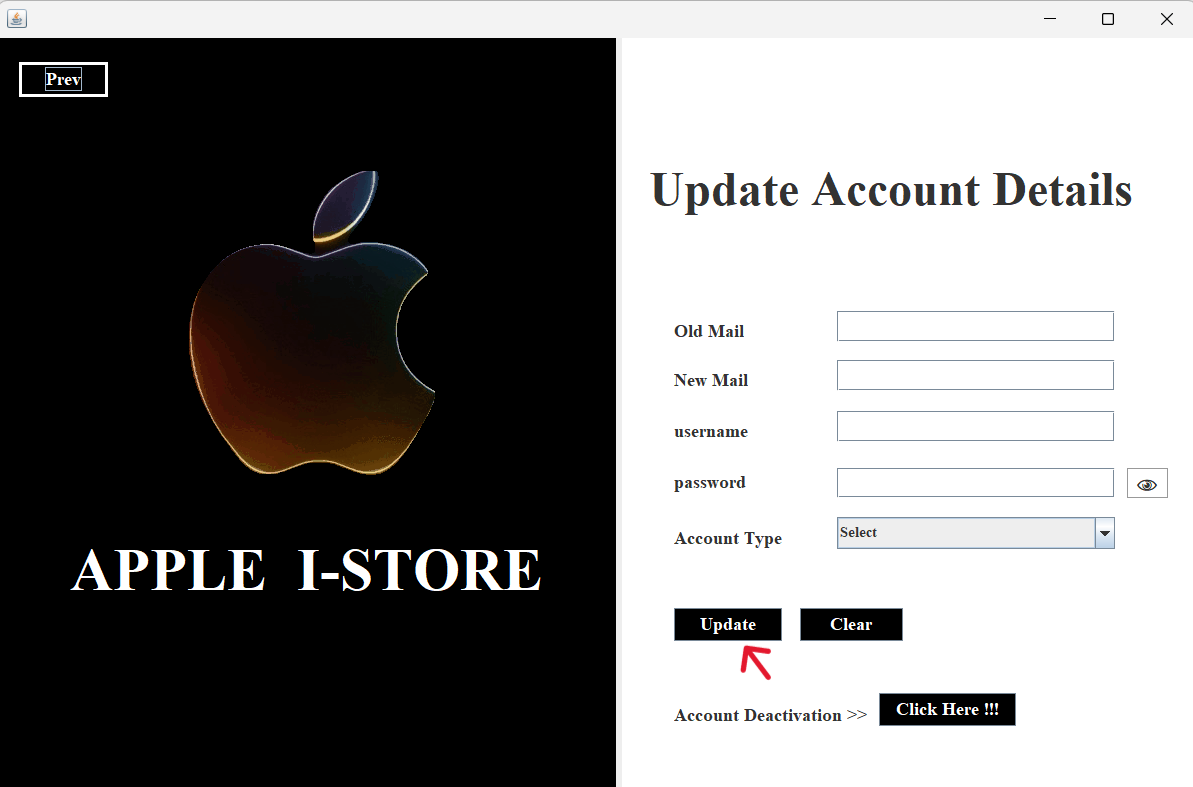 Prev
APPLE I-STORE
Update Account Details
Old Mail
New Mail
username
password
Account Type Select
Update Clear
Account Deactivation >> Click Here !!!